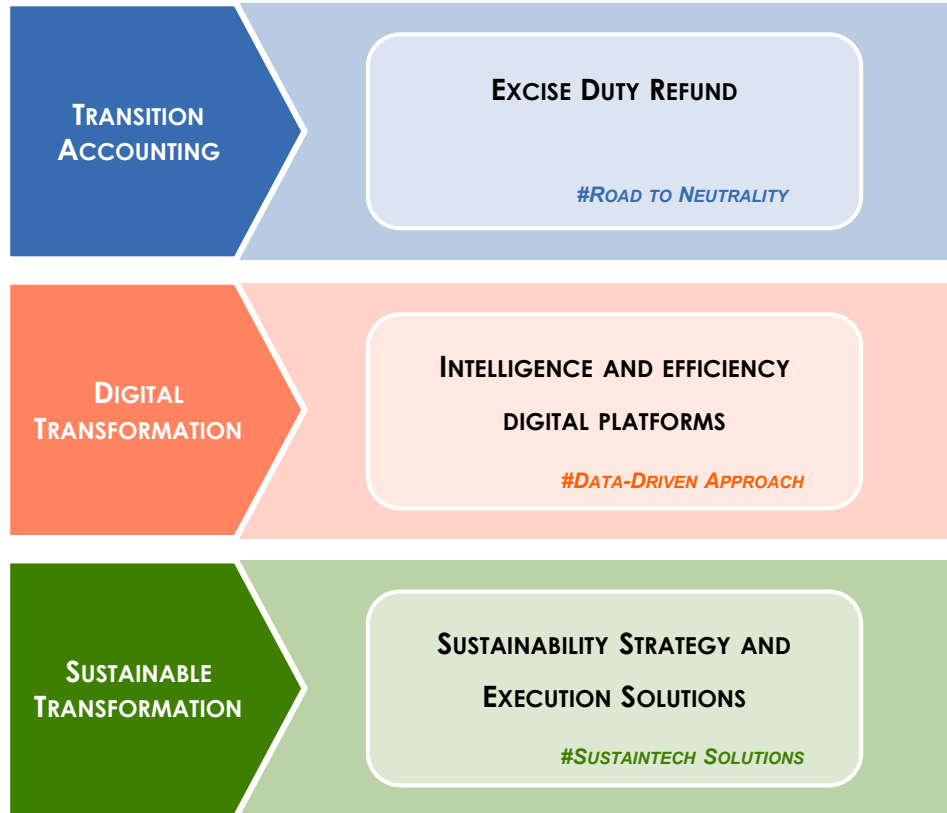 Transition
Accounting
Excise Duty Refund
#Road to Neutrality
Digital
Transformation
Intelligence and efficiency
digital platforms
#Data-Driven Approach
Sustainable
Transformation
Sustainability Strategy and
Execution Solutions
#Sustaintech Solutions